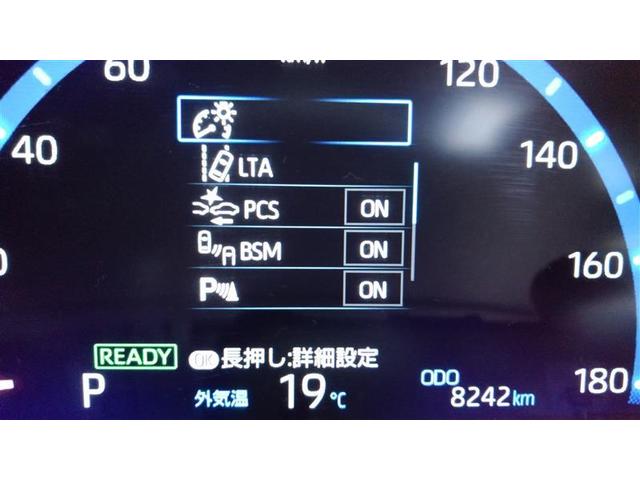 60
120
40
140
LTA
PCS ON
BSM ON
160
P ON
READY
OK 長押し:詳細設定
P
外気温 19℃
ODO
8242km
180